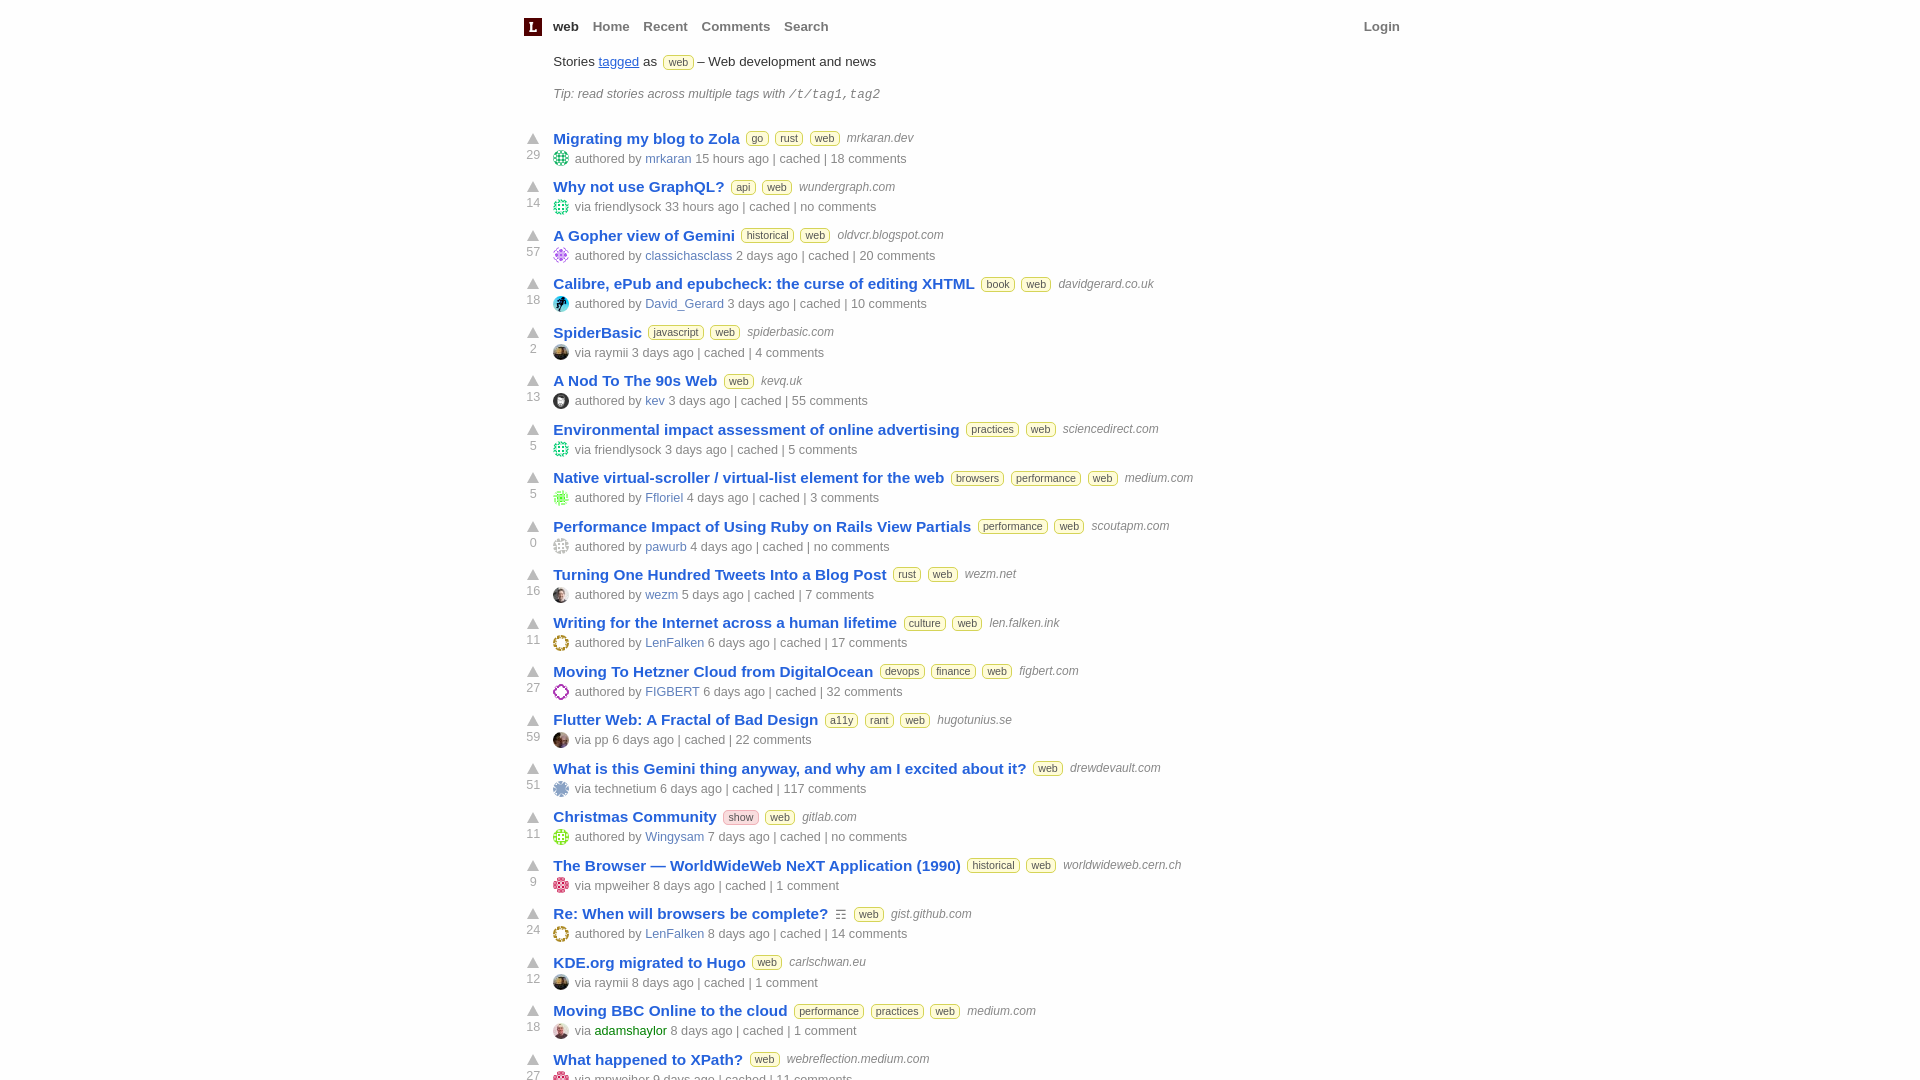 L web Home Recent Comments Search Login
Stories tagged as web – Web development and news
Tip: read stories across multiple tags with /t/tag1,tag2
Migrating my blog to Zola go rust web mrkaran.dev
29 authored by mrkaran 15 hours ago | cached | 18 comments
Why not use GraphQL? api web wundergraph.com
14 via friendlysock 33 hours ago | cached | no comments
A Gopher view of Gemini historical web oldvcr.blogspot.com
57 authored by classichasclass 2 days ago | cached | 20 comments
Calibre, ePub and epubcheck: the curse of editing XHTML book web davidgerard.co.uk
18 authored by David_Gerard 3 days ago | cached | 10 comments
SpiderBasic javascript web spiderbasic.com
2 via raymii 3 days ago | cached | 4 comments
A Nod To The 90s Web web kevq.uk
13 authored by kev 3 days ago | cached | 55 comments
Environmental impact assessment of online advertising practices web sciencedirect.com
5 via friendlysock 3 days ago | cached | 5 comments
Native virtual-scroller / virtual-list element for the web browsers performance web medium.com
5 authored by Ffloriel 4 days ago | cached | 3 comments
Performance Impact of Using Ruby on Rails View Partials performance web scoutapm.com
0 authored by pawurb 4 days ago | cached | no comments
Turning One Hundred Tweets Into a Blog Post rust web wezm.net
16 authored by wezm 5 days ago | cached | 7 comments
Writing for the Internet across a human lifetime culture web len.falken.ink
11 authored by LenFalken 6 days ago | cached | 17 comments
Moving To Hetzner Cloud from DigitalOcean devops finance web figbert.com
27 authored by FIGBERT 6 days ago | cached | 32 comments
Flutter Web: A Fractal of Bad Design a11y rant web hugotunius.se
59 via pp 6 days ago | cached | 22 comments
What is this Gemini thing anyway, and why am I excited about it? web drewdevault.com
51 via technetium 6 days ago | cached | 117 comments
Christmas Community show web gitlab.com
11 authored by Wingysam 7 days ago | cached | no comments
The Browser — WorldWideWeb NeXT Application (1990) historical web worldwideweb.cern.ch
9 via mpweiher 8 days ago | cached | 1 comment
Re: When will browsers be complete? ☶ web gist.github.com
24 authored by LenFalken 8 days ago | cached | 14 comments
KDE.org migrated to Hugo web carlschwan.eu
12 via raymii 8 days ago | cached | 1 comment
Moving BBC Online to the cloud performance practices web medium.com
18 via adamshaylor 8 days ago | cached | 1 comment
What happened to XPath? web webreflection.medium.com
27 via mpweiher 9 days ago | cached | 11 comments